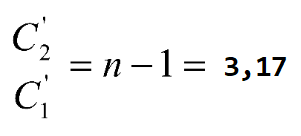 C'₂
C'₁
= n − 1 = 3,17